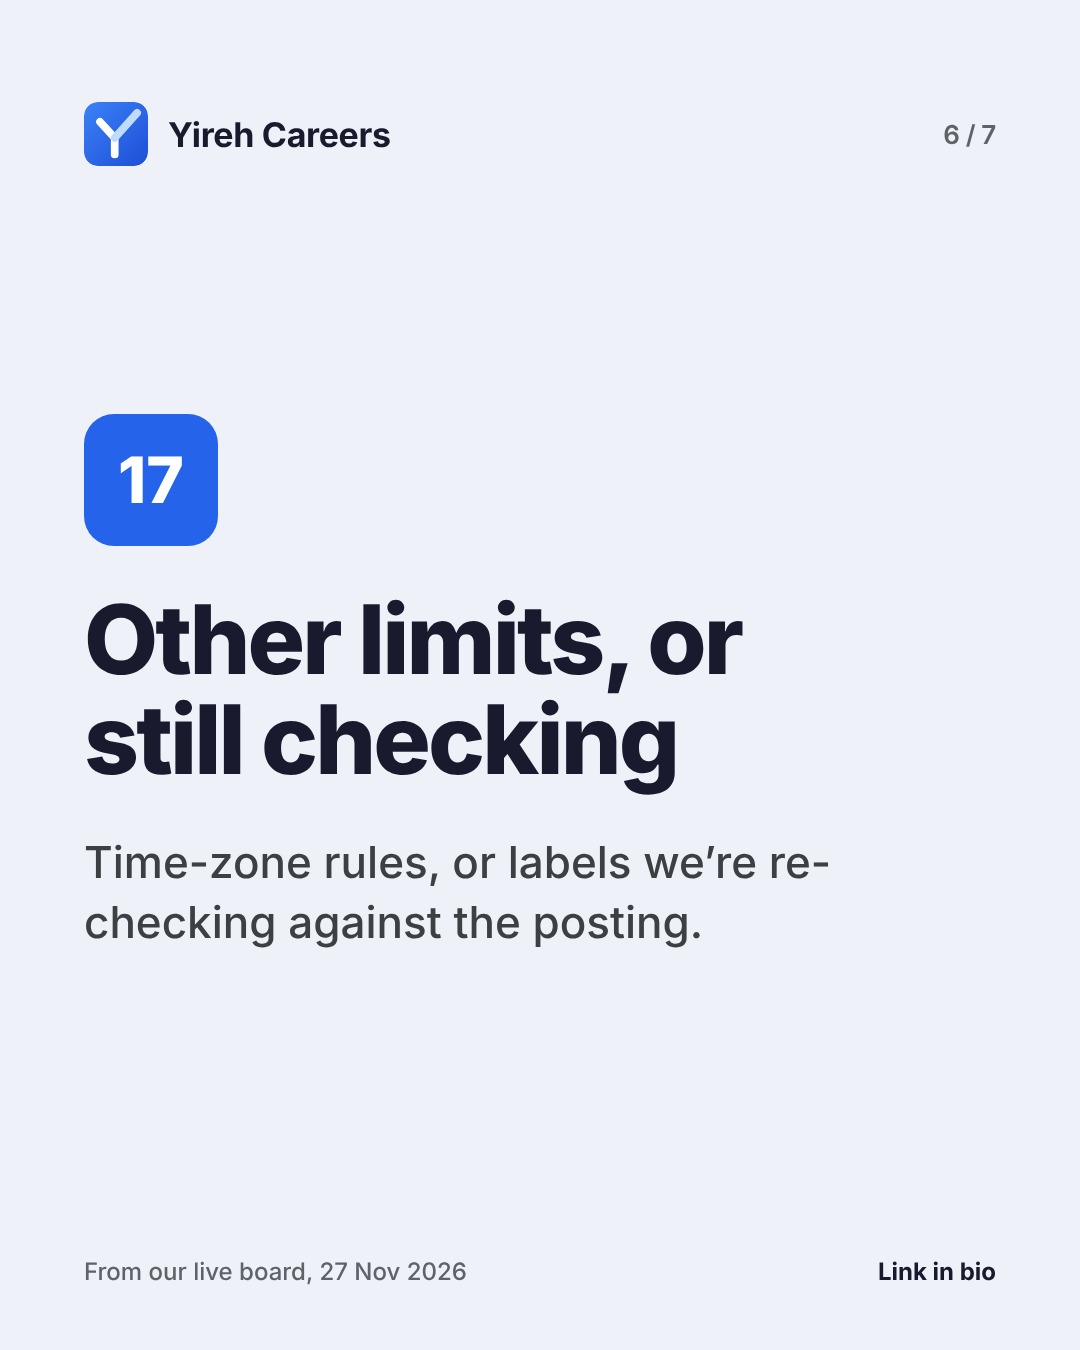 Yireh Careers
6 / 7
17
Other limits, or
still checking
Time-zone rules, or labels we’re re-
checking against the posting.
From our live board, 27 Nov 2026
Link in bio